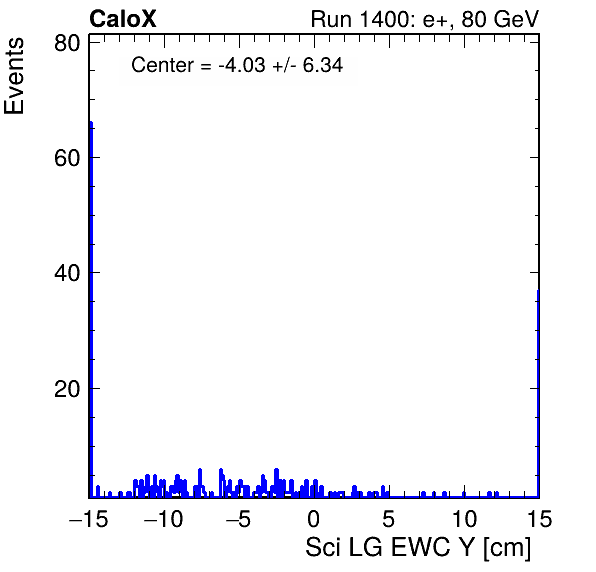 CaloX Run 1400: e+, 80 GeV
Center = -4.03 +/- 6.34
Events
80
60
40
20
−15 −10 −5 0 5 10 15
Sci LG EWC Y [cm]